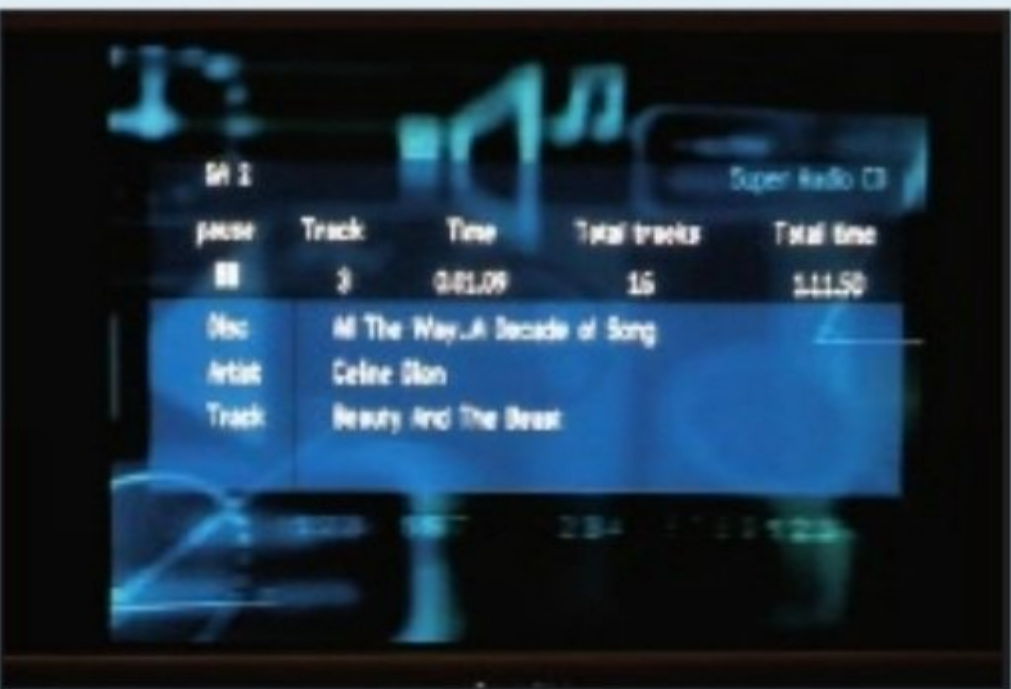 SA 2
Super Audio CD
pause Track Time Total tracks Total time
3 0.01.09 16 1.11.50
Disc All The Way...A Decade of Song
Artist Celine Dion
Track Beauty And The Beast